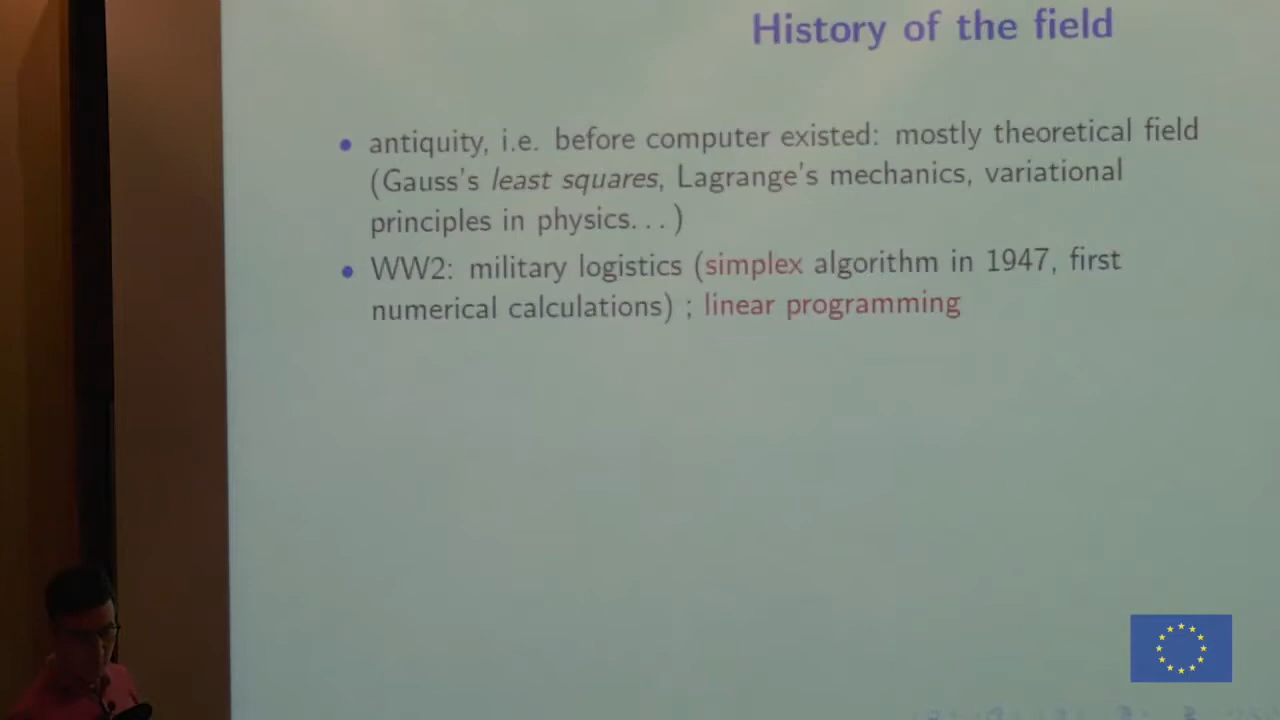 History of the field
• antiquity, i.e. before computer existed: mostly theoretical field
(Gauss's least squares, Lagrange's mechanics, variational
principles in physics...)
• WW2: military logistics (simplex algorithm in 1947, first
numerical calculations) ; linear programming